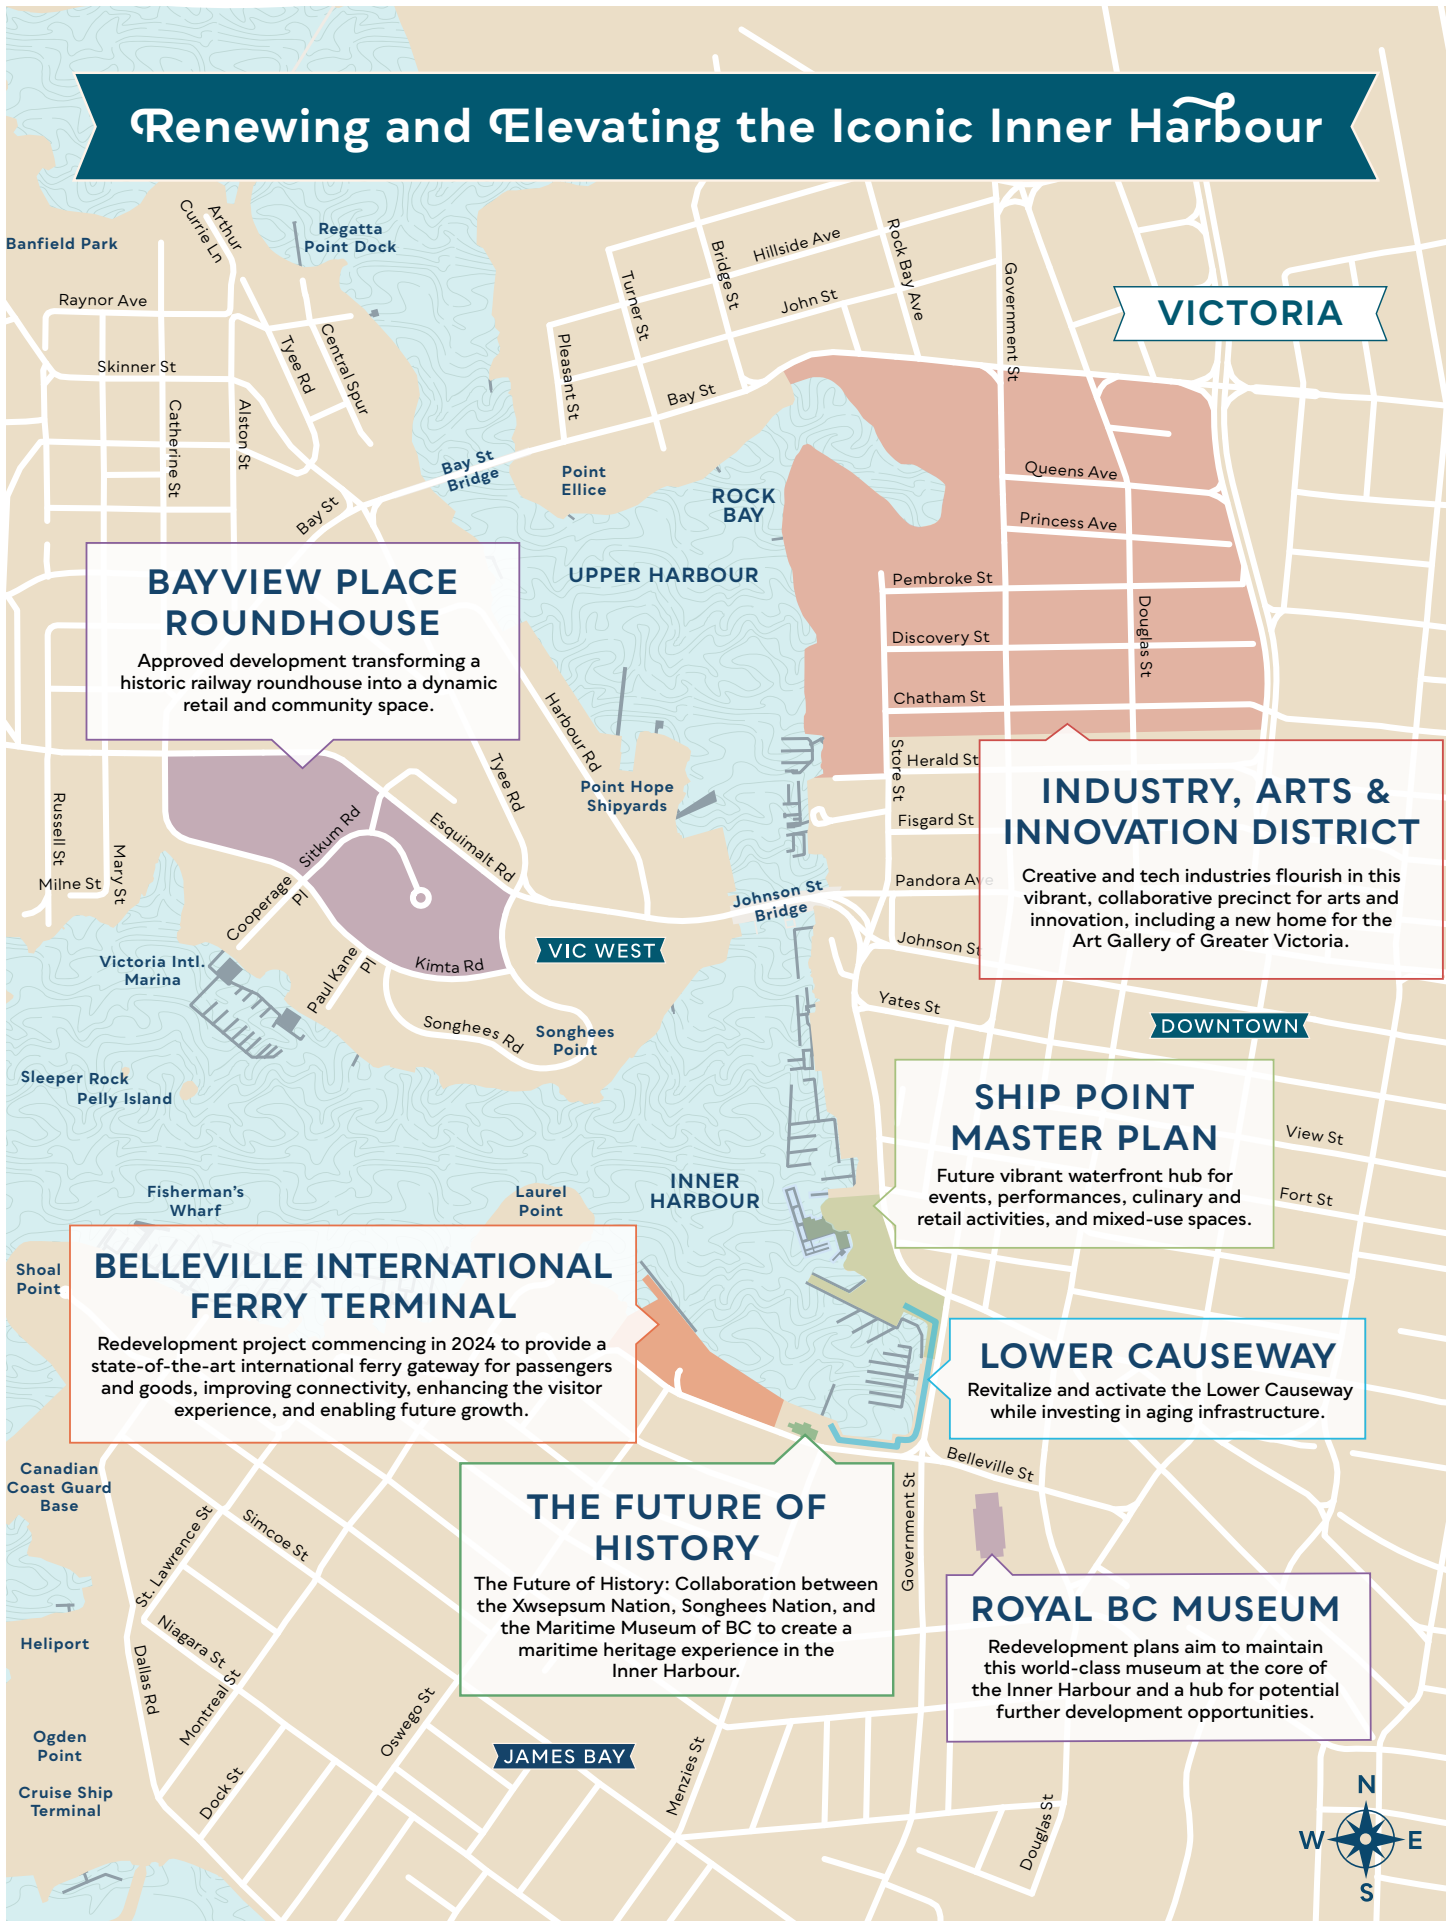 Renewing and Elevating the Iconic Inner Harbour
Banfield Park
Arthur
Currie Ln
Regatta
Point Dock
Raynor Ave
Skinner St
Tyee Rd
Central Spur
Catherine St
Alston St
Bay St
Turner St
Bridge St
Hillside Ave
Rock Bay Ave
John St
Pleasant St
Bay St
Government St
VICTORIA
Bay St
Bridge
Point
Ellice
ROCK
BAY
UPPER HARBOUR
Queens Ave
Princess Ave
Pembroke St
Discovery St
Chatham St
Douglas St
Store St
Herald St
Fisgard St
Pandora Ave
Johnson St
Yates St
BAYVIEW PLACE
ROUNDHOUSE
Approved development transforming a
historic railway roundhouse into a dynamic
retail and community space.
Harbour Rd
Tyee Rd
Point Hope
Shipyards
Esquimalt Rd
Sitkum Rd
Russell St
Mary St
Milne St
Cooperage
Pl
Paul Kane
Pl
Kimta Rd
Songhees Rd
Songhees
Point
VIC WEST
Johnson St
Bridge
Victoria Intl.
Marina
Sleeper Rock
Pelly Island
INDUSTRY, ARTS &
INNOVATION DISTRICT
Creative and tech industries flourish in this
vibrant, collaborative precinct for arts and
innovation, including a new home for the
Art Gallery of Greater Victoria.
DOWNTOWN
SHIP POINT
MASTER PLAN
Future vibrant waterfront hub for
events, performances, culinary and
retail activities, and mixed-use spaces.
View St
Fort St
INNER
HARBOUR
Laurel
Point
Fisherman's
Wharf
Shoal
Point
BELLEVILLE INTERNATIONAL
FERRY TERMINAL
Redevelopment project commencing in 2024 to provide a
state-of-the-art international ferry gateway for passengers
and goods, improving connectivity, enhancing the visitor
experience, and enabling future growth.
LOWER CAUSEWAY
Revitalize and activate the Lower Causeway
while investing in aging infrastructure.
Belleville St
Government St
Canadian
Coast Guard
Base
St. Lawrence St
Simcoe St
Niagara St
Montreal St
Dallas Rd
Dock St
Oswego St
Menzies St
Douglas St
Heliport
Ogden
Point
Cruise Ship
Terminal
THE FUTURE OF
HISTORY
The Future of History: Collaboration between
the Xwsepsum Nation, Songhees Nation, and
the Maritime Museum of BC to create a
maritime heritage experience in the
Inner Harbour.
ROYAL BC MUSEUM
Redevelopment plans aim to maintain
this world-class museum at the core of
the Inner Harbour and a hub for potential
further development opportunities.
JAMES BAY
N
W
E
S